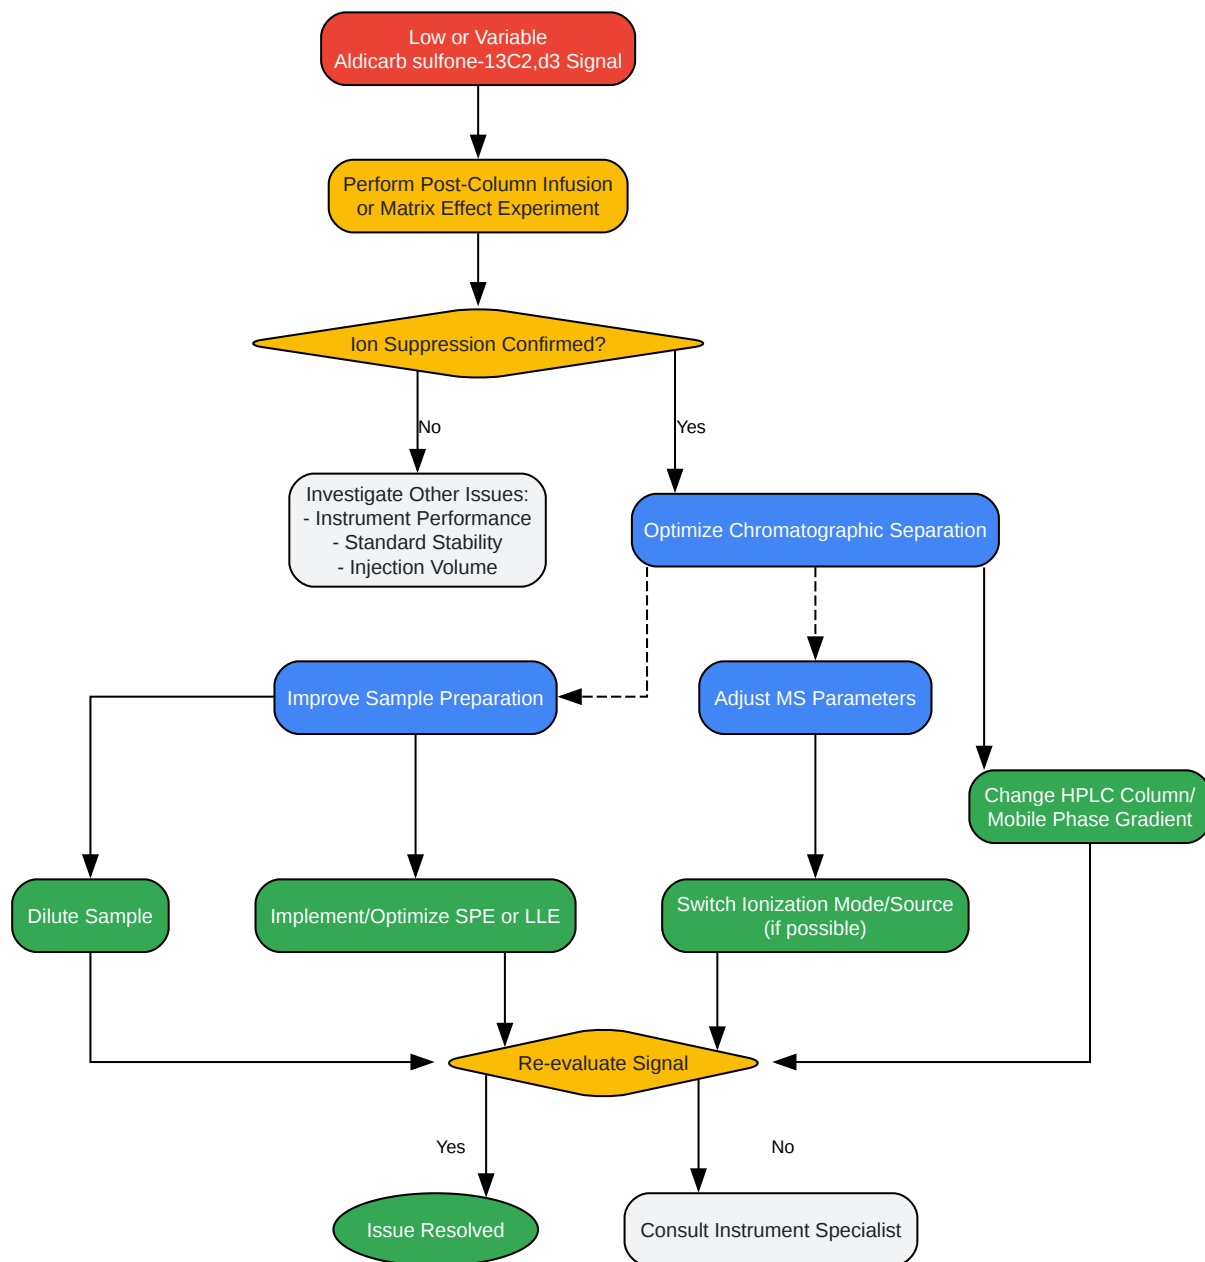 Low or Variable
Aldicarb sulfone-13C2,d3 Signal
Perform Post-Column Infusion
or Matrix Effect Experiment
Ion Suppression Confirmed?
No
Yes
Investigate Other Issues:
- Instrument Performance
- Standard Stability
- Injection Volume
Optimize Chromatographic Separation
Improve Sample Preparation
Adjust MS Parameters
Change HPLC Column/
Mobile Phase Gradient
Dilute Sample
Implement/Optimize SPE or LLE
Switch Ionization Mode/Source
(if possible)
Re-evaluate Signal
Yes
No
Issue Resolved
Consult Instrument Specialist